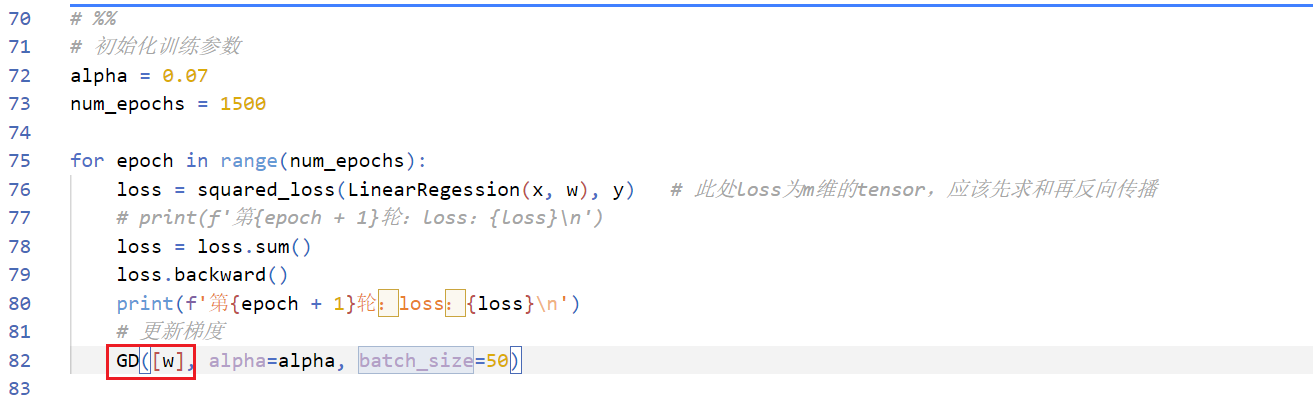 70 # %%
71 # 初始化训练参数
72 alpha = 0.07
73 num_epochs = 1500
74
75 for epoch in range(num_epochs):
76     loss = squared_loss(LinearRegression(x, w), y)   # 此处loss为m维的tensor，应该先求和再反向传播
77     # print(f'第{epoch + 1}轮：loss：{loss}\n')
78     loss = loss.sum()
79     loss.backward()
80     print(f'第{epoch + 1}轮：loss：{loss}\n')
81     # 更新梯度
82     GD([w], alpha=alpha, batch_size=50)
83